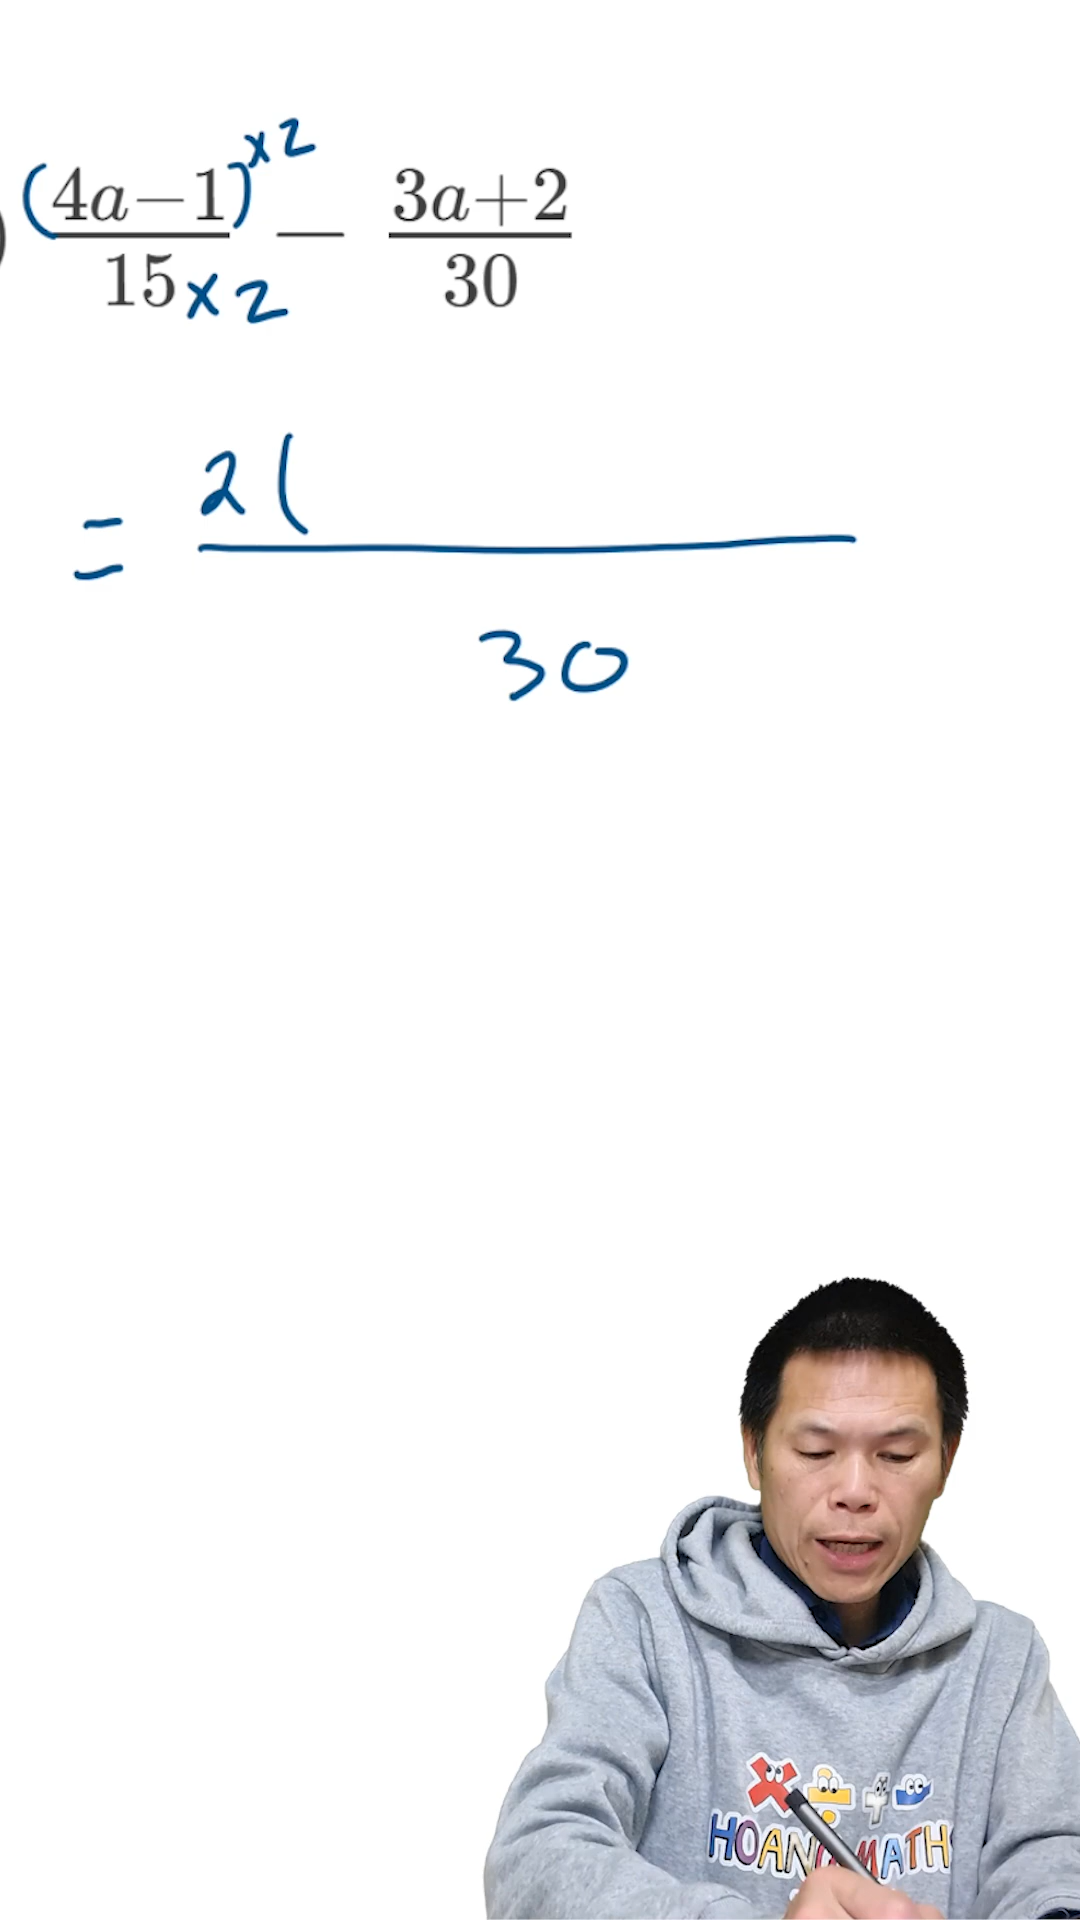 ) (4a−1)×2 − 3a+2
15×2 30
= 2(
30
× ÷ + −
HOANG MATH